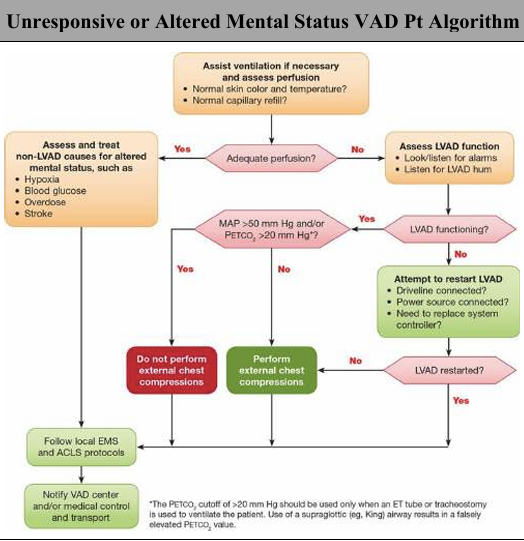 Unresponsive or Altered Mental Status VAD Pt Algorithm
Assist ventilation if necessary
and assess perfusion
• Normal skin color and temperature?
• Normal capillary refill?
Assess and treat
non-LVAD causes for altered
mental status, such as
• Hypoxia
• Blood glucose
• Overdose
• Stroke
Yes
Adequate perfusion?
No
Assess LVAD function
• Look/listen for alarms
• Listen for LVAD hum
MAP >50 mm Hg and/or
PETCO₂ >20 mm Hg*?
Yes
LVAD functioning?
Yes
No
No
Attempt to restart LVAD
• Driveline connected?
• Power source connected?
• Need to replace system
controller?
Do not perform
external chest
compressions
Perform
external chest
compressions
No
LVAD restarted?
Yes
Follow local EMS
and ACLS protocols
Notify VAD center
and/or medical control
and transport
*The PETCO₂ cutoff of >20 mm Hg should be used only when an ET tube or tracheostomy
is used to ventilate the patient. Use of a supraglottic (eg, King) airway results in a falsely
elevated PETCO₂ value.